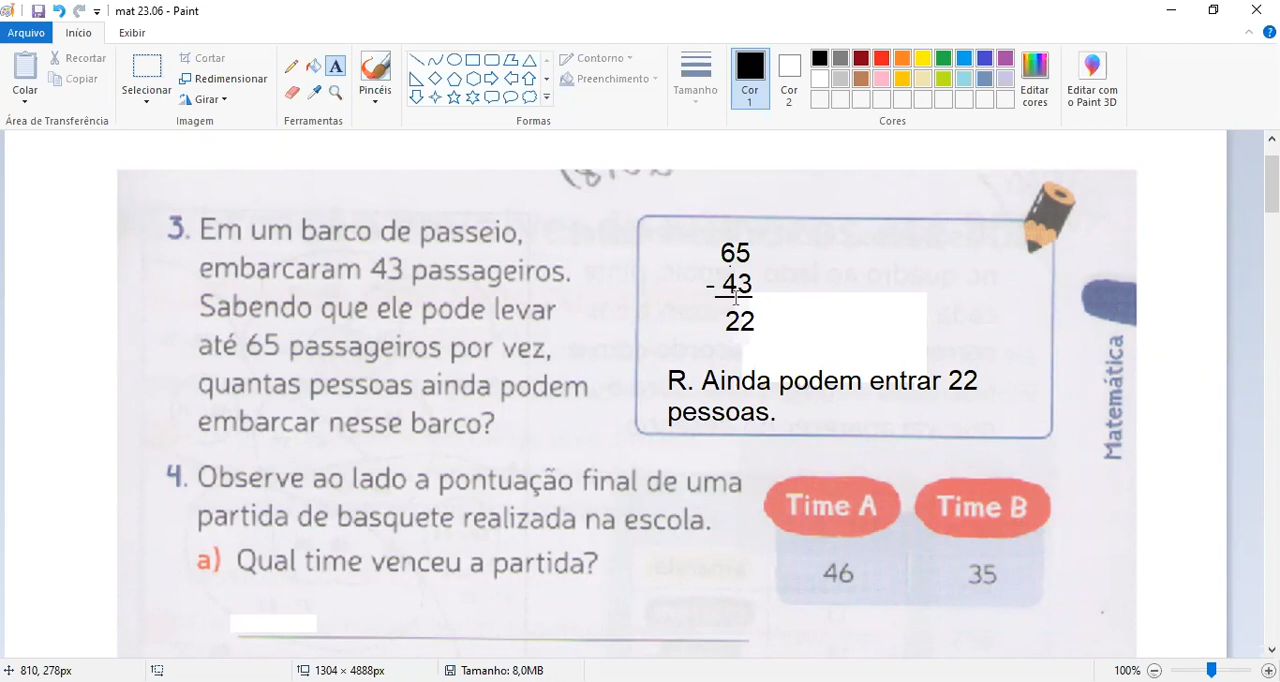 mat 23.06 - Paint
Arquivo Início Exibir
Colar
Recortar
Copiar
Área de Transferência
Selecionar
Cortar
Redimensionar
Girar
Imagem
A
Ferramentas
Pincéis
Contorno
Preenchimento
Formas
Tamanho
Cor 1
Cor 2
Editar cores
Cores
Editar com o Paint 3D
3. Em um barco de passeio,
embarcaram 43 passageiros.
Sabendo que ele pode levar
até 65 passageiros por vez,
quantas pessoas ainda podem
embarcar nesse barco?
65
- 43
22
R. Ainda podem entrar 22
pessoas.
Matemática
4. Observe ao lado a pontuação final de uma
partida de basquete realizada na escola.
a) Qual time venceu a partida?
Time A Time B
46 35
810, 278px
1304 × 4888px
Tamanho: 8,0MB
100%